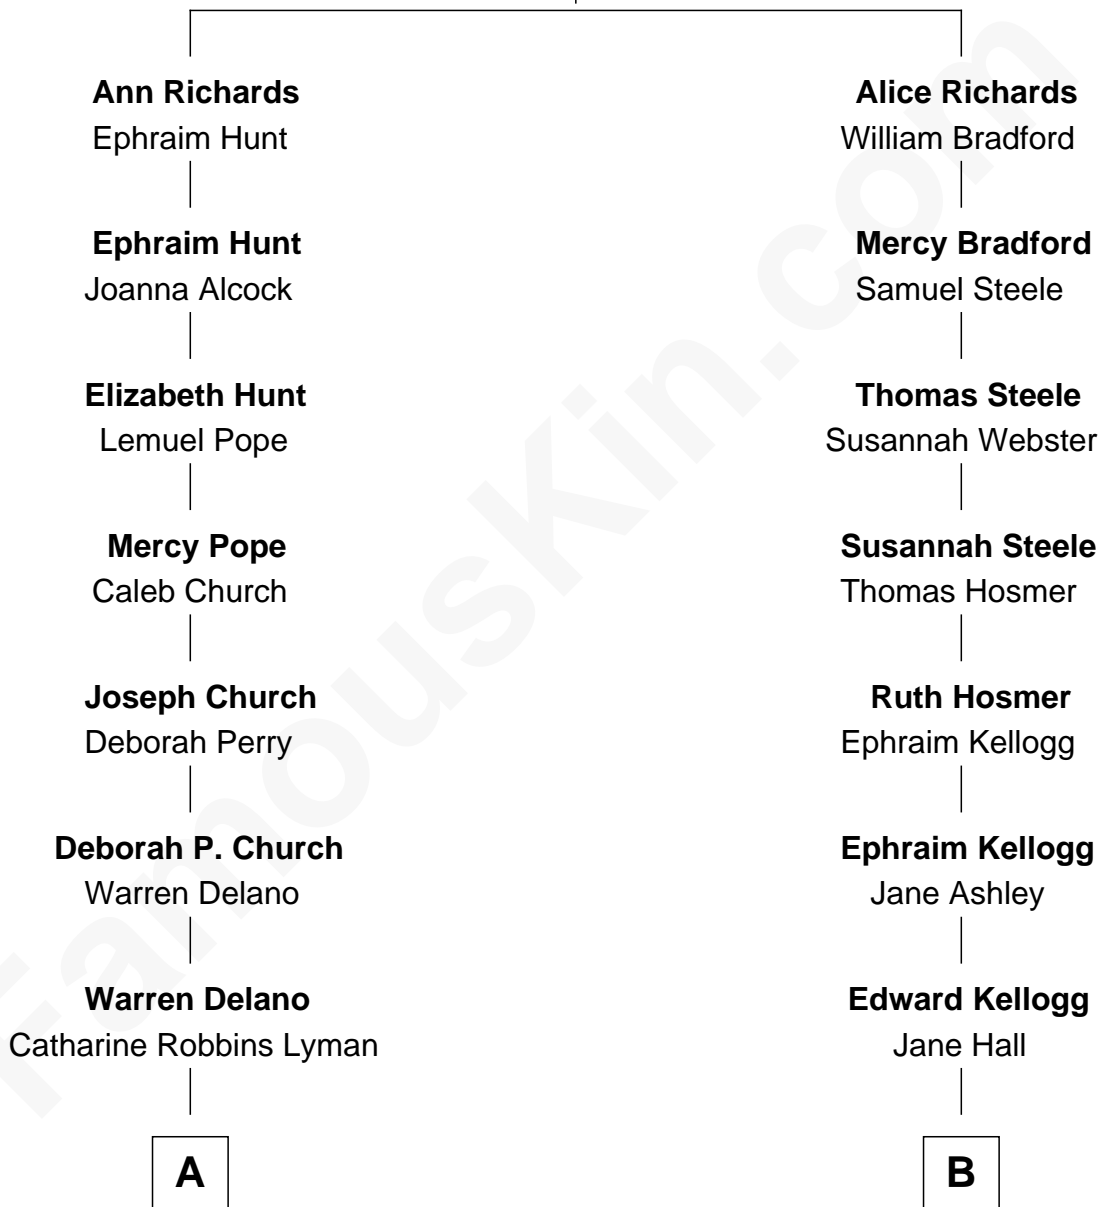 Ann Richards
Ephraim Hunt
Ephraim Hunt
Joanna Alcock
Elizabeth Hunt
Lemuel Pope
Mercy Pope
Caleb Church
Joseph Church
Deborah Perry
Deborah P. Church
Warren Delano
Warren Delano
Catharine Robbins Lyman
A
Alice Richards
William Bradford
Mercy Bradford
Samuel Steele
Thomas Steele
Susannah Webster
Susannah Steele
Thomas Hosmer
Ruth Hosmer
Ephraim Kellogg
Ephraim Kellogg
Jane Ashley
Edward Kellogg
Jane Hall
B
FamousKin.com